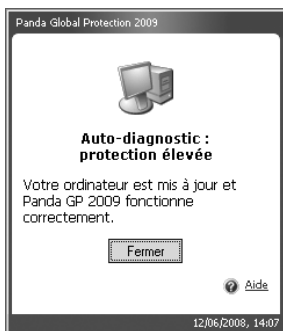 Panda Global Protection 2009
Auto-diagnostic :
protection élevée
Votre ordinateur est mis à jour et
Panda GP 2009 fonctionne
correctement.
Fermer
Aide
12/06/2008, 14:07